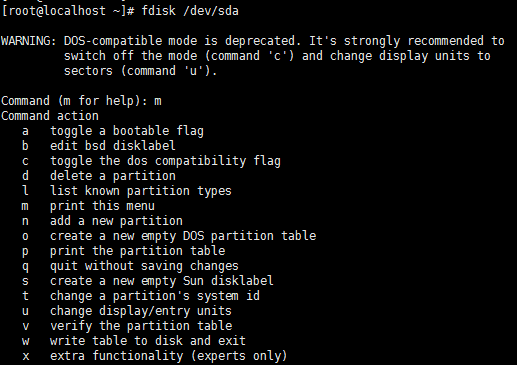 [root@localhost ~]# fdisk /dev/sda
WARNING: DOS-compatible mode is deprecated. It's strongly recommended to
switch off the mode (command 'c') and change display units to
sectors (command 'u').
Command (m for help): m
Command action
a toggle a bootable flag
b edit bsd disklabel
c toggle the dos compatibility flag
d delete a partition
l list known partition types
m print this menu
n add a new partition
o create a new empty DOS partition table
p print the partition table
q quit without saving changes
s create a new empty Sun disklabel
t change a partition's system id
u change display/entry units
v verify the partition table
w write table to disk and exit
x extra functionality (experts only)